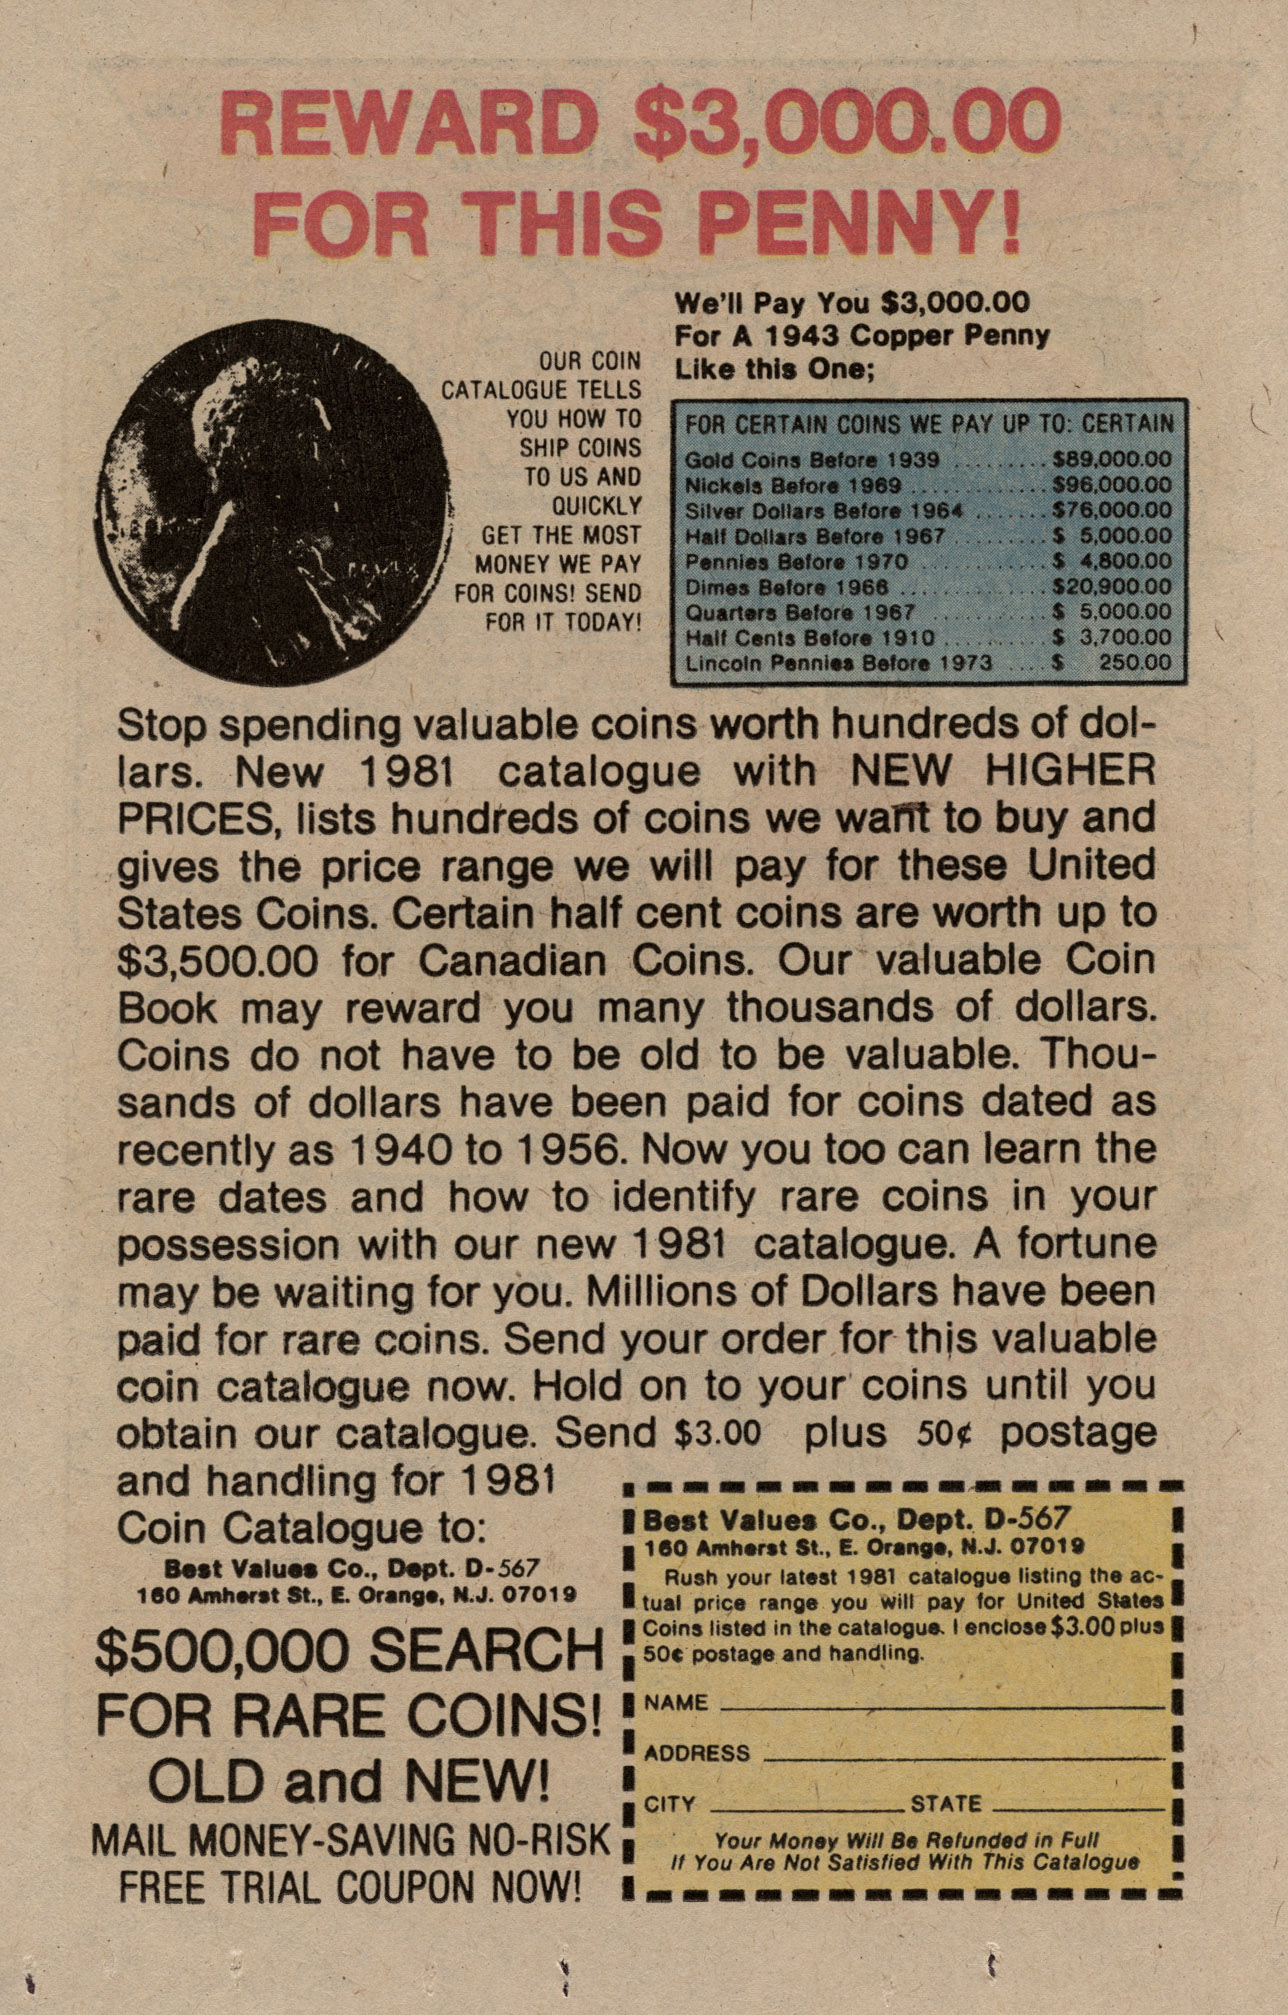 REWARD $3,000.00
FOR THIS PENNY!
We'll Pay You $3,000.00
For A 1943 Copper Penny
Like this One;
OUR COIN
CATALOGUE TELLS
YOU HOW TO
SHIP COINS
TO US AND
QUICKLY
GET THE MOST
MONEY WE PAY
FOR COINS! SEND
FOR IT TODAY!
FOR CERTAIN COINS WE PAY UP TO: CERTAIN
Gold Coins Before 1939 ......... $89,000.00
Nickels Before 1969 ............. $96,000.00
Silver Dollars Before 1964 ....... $76,000.00
Half Dollars Before 1967 ......... $ 5,000.00
Pennies Before 1970 ............ $ 4,800.00
Dimes Before 1966 .............. $20,900.00
Quarters Before 1967 ........... $ 5,000.00
Half Cents Before 1910 .......... $ 3,700.00
Lincoln Pennies Before 1973 .... $ 250.00
Stop spending valuable coins worth hundreds of dol-
lars. New 1981 catalogue with NEW HIGHER
PRICES, lists hundreds of coins we want to buy and
gives the price range we will pay for these United
States Coins. Certain half cent coins are worth up to
$3,500.00 for Canadian Coins. Our valuable Coin
Book may reward you many thousands of dollars.
Coins do not have to be old to be valuable. Thou-
sands of dollars have been paid for coins dated as
recently as 1940 to 1956. Now you too can learn the
rare dates and how to identify rare coins in your
possession with our new 1981 catalogue. A fortune
may be waiting for you. Millions of Dollars have been
paid for rare coins. Send your order for this valuable
coin catalogue now. Hold on to your coins until you
obtain our catalogue. Send $3.00 plus 50¢ postage
and handling for 1981
Coin Catalogue to:
Best Values Co., Dept. D-567
160 Amherst St., E. Orange, N.J. 07019
$500,000 SEARCH
FOR RARE COINS!
OLD and NEW!
MAIL MONEY-SAVING NO-RISK
FREE TRIAL COUPON NOW!
Best Values Co., Dept. D-567
160 Amherst St., E. Orange, N.J. 07019
Rush your latest 1981 catalogue listing the ac-
tual price range you will pay for United States
Coins listed in the catalogue. I enclose $3.00 plus
50¢ postage and handling.
NAME
ADDRESS
CITY STATE
Your Money Will Be Refunded in Full
If You Are Not Satisfied With This Catalogue